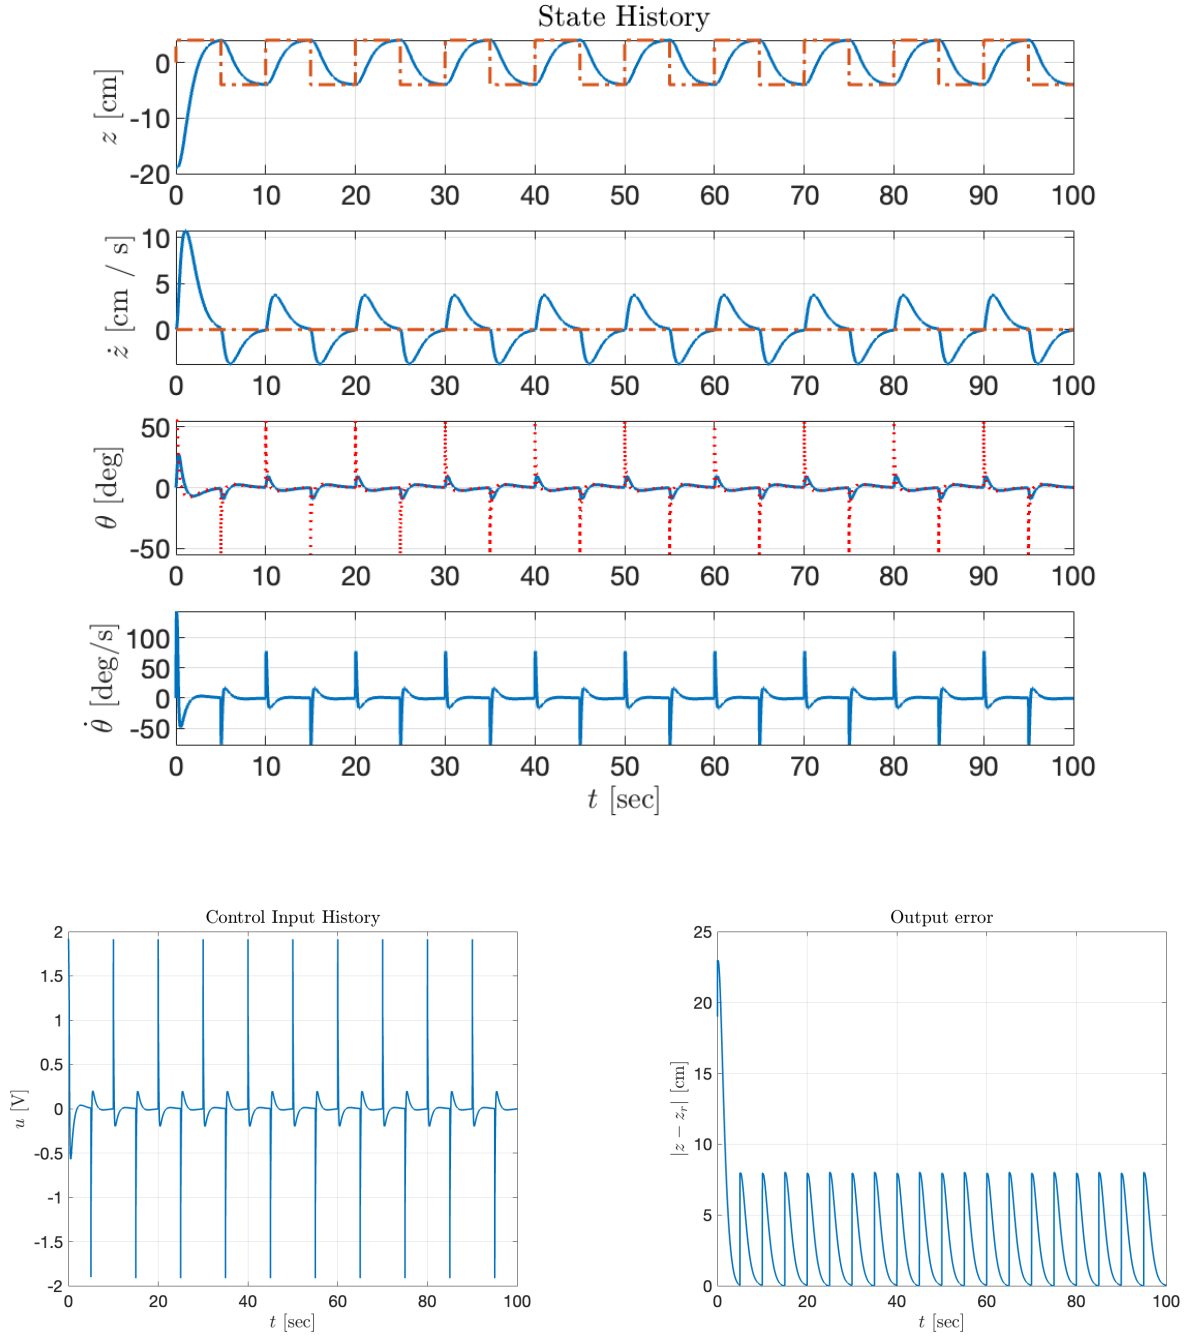 State History
z [cm]
0
-10
-20
0 10 20 30 40 50 60 70 80 90 100
ż [cm / s]
10
5
0
0 10 20 30 40 50 60 70 80 90 100
θ [deg]
50
0
-50
0 10 20 30 40 50 60 70 80 90 100
θ̇ [deg/s]
100
50
0
-50
0 10 20 30 40 50 60 70 80 90 100
t [sec]
Control Input History
u [V]
2
1.5
1
0.5
0
-0.5
-1
-1.5
-2
0 20 40 60 80 100
t [sec]
Output error
|z − zᵣ| [cm]
25
20
15
10
5
0
0 20 40 60 80 100
t [sec]